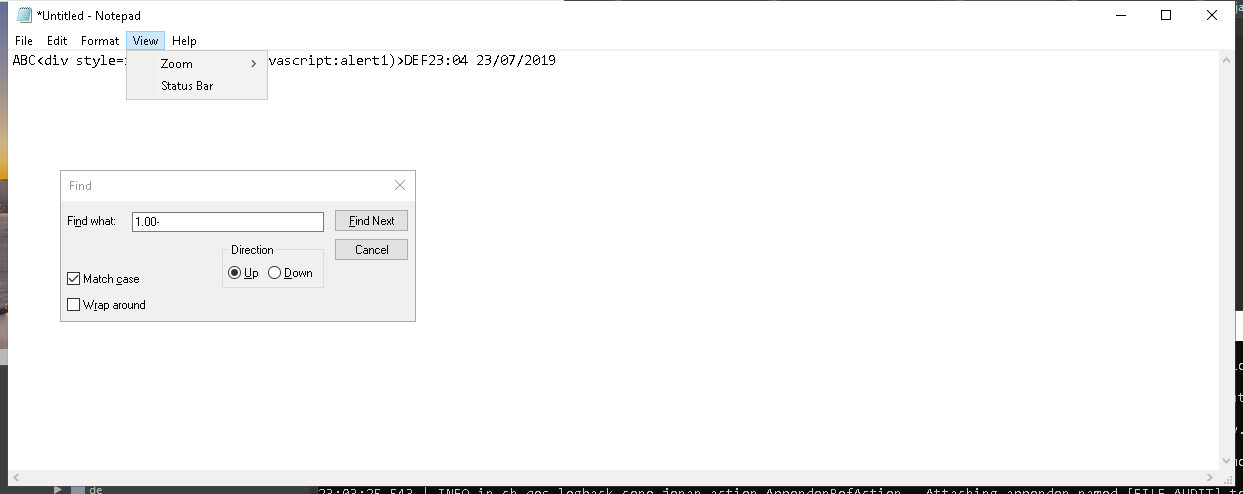 *Untitled - Notepad
File Edit Format View Help
ABC<div style= vascript:alert1)>DEF23:04 23/07/2019
Zoom >
Status Bar
Find
Find what: 1.00- Find Next
Direction Cancel
Up Down
Match case
Wrap around
de
23:03:25,543 | INFO in ch.qos.logback.core.joran.action.AppenderRefAction - Attaching appender named [FILE_AUDIT] t